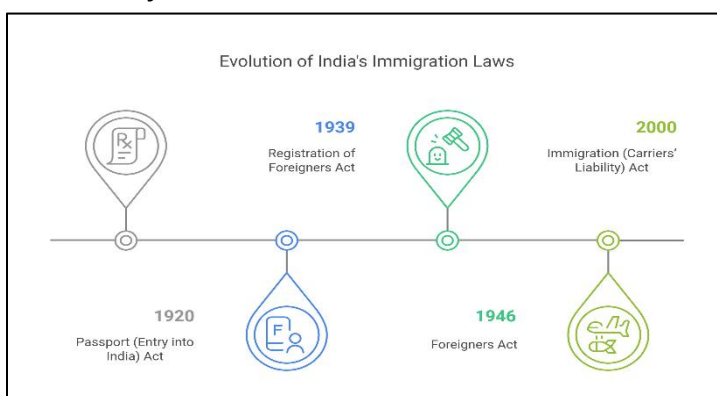 Evolution of India's Immigration Laws
Rx
1939
Registration of
Foreigners Act
2000
Immigration (Carriers'
Liability) Act
1920
Passport (Entry into
India) Act
F
1946
Foreigners Act